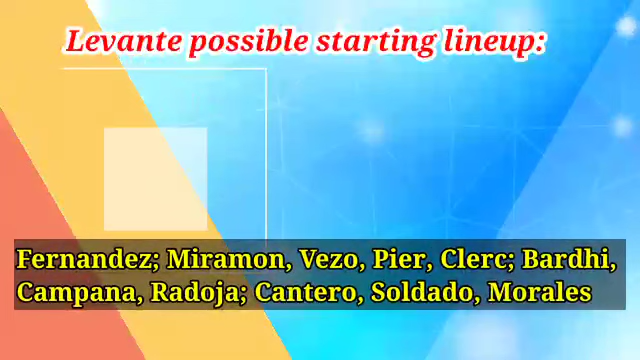 Levante possible starting lineup:
Fernandez; Miramon, Vezo, Pier, Clerc; Bardhi,
Campana, Radoja; Cantero, Soldado, Morales